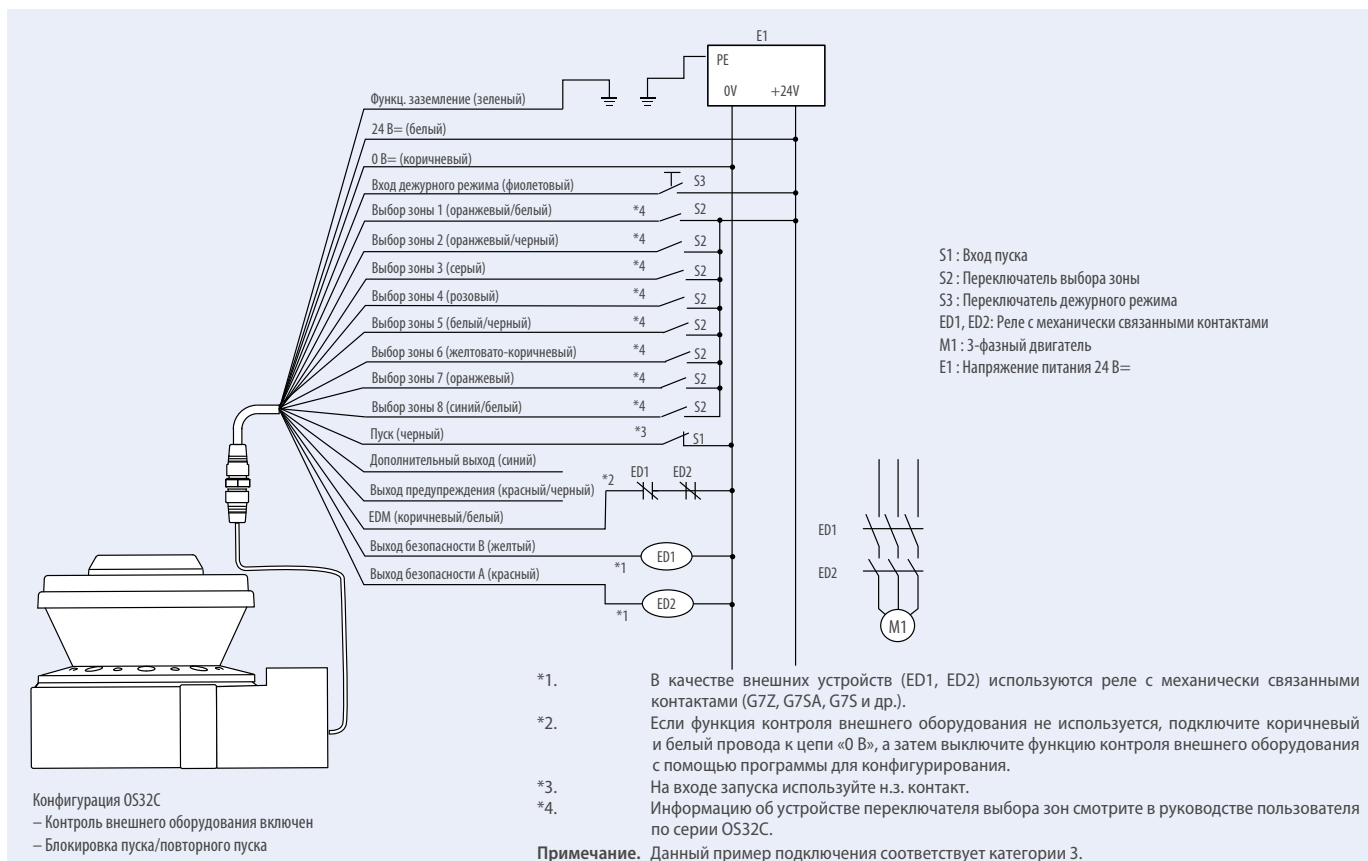 E1
PE
0V +24V
Функц. заземление (зеленый)
24 В= (белый)
0 В= (коричневый)
Вход дежурного режима (фиолетовый) S3
Выбор зоны 1 (оранжевый/белый) *4 S2
Выбор зоны 2 (оранжевый/черный) *4 S2
Выбор зоны 3 (серый) *4 S2
Выбор зоны 4 (розовый) *4 S2
Выбор зоны 5 (белый/черный) *4 S2
Выбор зоны 6 (желтовато-коричневый) *4 S2
Выбор зоны 7 (оранжевый) *4 S2
Выбор зоны 8 (синий/белый) *4 S2
Пуск (черный) *3 S1
Дополнительный выход (синий)
Выход предупреждения (красный/черный) *2 ED1 ED2
EDM (коричневый/белый)
Выход безопасности B (желтый) *1 ED1
Выход безопасности A (красный) *1 ED2
S1 : Вход пуска
S2 : Переключатель выбора зоны
S3 : Переключатель дежурного режима
ED1, ED2: Реле с механически связанными контактами
M1 : 3-фазный двигатель
E1 : Напряжение питания 24 В=
ED1
ED2
M1
Конфигурация OS32C
– Контроль внешнего оборудования включен
– Блокировка пуска/повторного пуска
*1. В качестве внешних устройств (ED1, ED2) используются реле с механически связанными
контактами (G7Z, G7SA, G7S и др.).
*2. Если функция контроля внешнего оборудования не используется, подключите коричневый
и белый провода к цепи «0 В», а затем выключите функцию контроля внешнего оборудования
с помощью программы для конфигурирования.
*3. На входе запуска используйте н.з. контакт.
*4. Информацию об устройстве переключателя выбора зон смотрите в руководстве пользователя
по серии OS32C.
Примечание. Данный пример подключения соответствует категории 3.